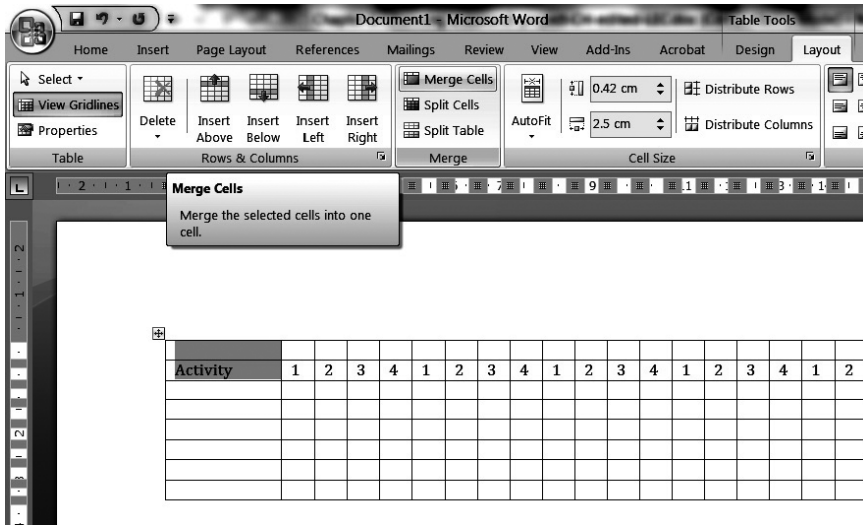 Document1 - Microsoft Word Table Tools
Home Insert Page Layout References Mailings Review View Add-Ins Acrobat Design Layout
Select Merge Cells 0.42 cm Distribute Rows
View Gridlines Split Cells
Properties Delete Insert Above Insert Below Insert Left Insert Right Split Table AutoFit 2.5 cm Distribute Columns
Table Rows & Columns Merge Cell Size
Merge Cells
Merge the selected cells into one
cell.
Activity 1 2 3 4 1 2 3 4 1 2 3 4 1 2 3 4 1 2